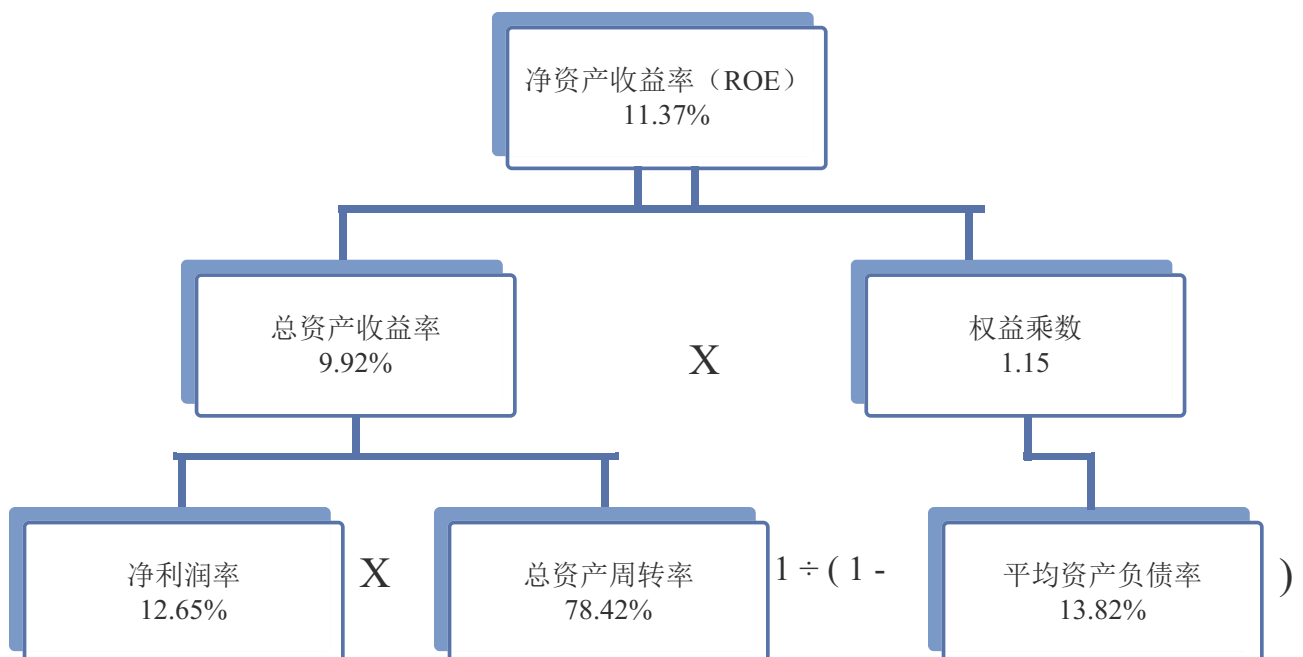 净资产收益率（ROE）
11.37%
总资产收益率
9.92%
X
权益乘数
1.15
净利润率
12.65%
X
总资产周转率
78.42%
1 ÷ ( 1 -
平均资产负债率
13.82%
)